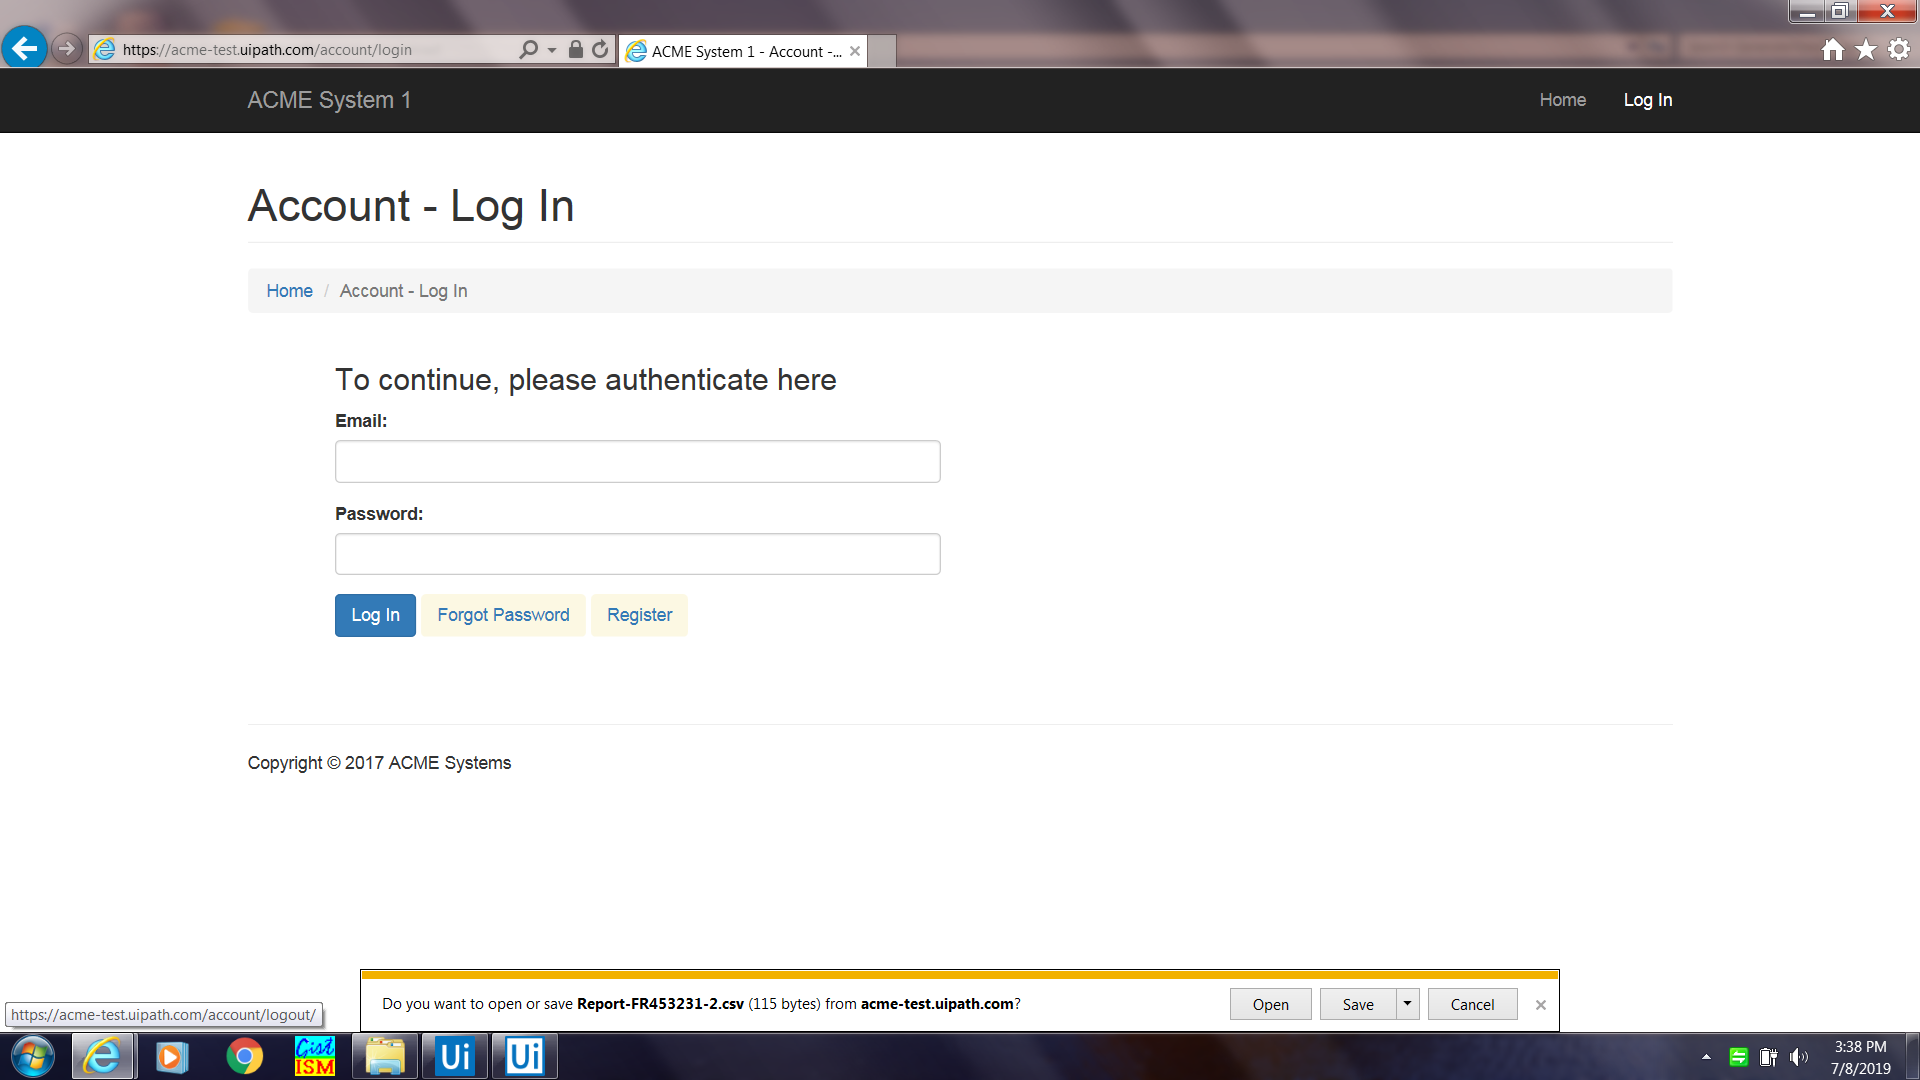 https://acme-test.uipath.com/account/login
ACME System 1 - Account -...
ACME System 1
Home
Log In
Account - Log In
Home / Account - Log In
To continue, please authenticate here
Email:
Password:
Log In
Forgot Password
Register
Copyright © 2017 ACME Systems
Do you want to open or save Report-FR453231-2.csv (115 bytes) from acme-test.uipath.com?
Open
Save
Cancel
https://acme-test.uipath.com/account/logout/
Gist
ISM
Ui
Ui
3:38 PM
7/8/2019